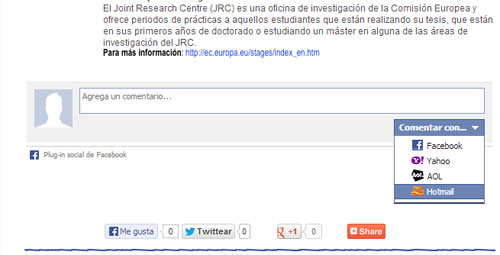 El Joint Research Centre (JRC) es una oficina de investigación de la Comisión Europea y
ofrece periodos de prácticas a aquellos estudiantes que están realizando su tesis, que están
en sus primeros años de doctorado o estudiando un máster en alguna de las áreas de
investigación del JRC.
Para más información: http://ec.europa.eu/stages/index_en.htm
Agrega un comentario...
Comentar con...
Facebook
Yahoo
AOL
Hotmail
Plug-in social de Facebook
Me gusta 0 Twittear 0 +1 0 Share